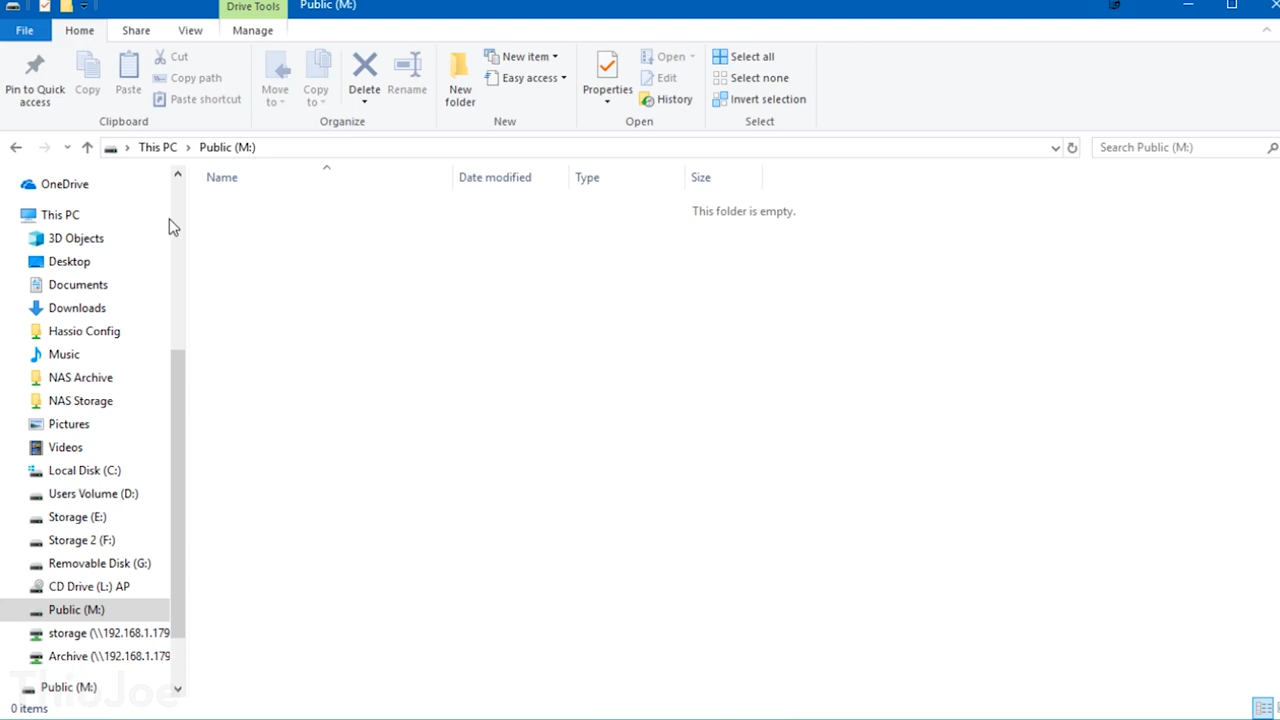 Drive Tools
Public (M:)
File
Home
Share
View
Manage
Pin to Quick access
Copy
Paste
Cut
Copy path
Paste shortcut
Clipboard
Move to
Copy to
Delete
Rename
Organize
New folder
New item
Easy access
New
Properties
Open
Edit
History
Open
Select all
Select none
Invert selection
Select
This PC
Public (M:)
Search Public (M:)
Name
Date modified
Type
Size
This folder is empty.
OneDrive
This PC
3D Objects
Desktop
Documents
Downloads
Hassio Config
Music
NAS Archive
NAS Storage
Pictures
Videos
Local Disk (C:)
Users Volume (D:)
Storage (E:)
Storage 2 (F:)
Removable Disk (G:)
CD Drive (L:) AP
Public (M:)
storage (\\192.168.1.179
Archive (\\192.168.1.179
Public (M:)
ThioJoe
0 items